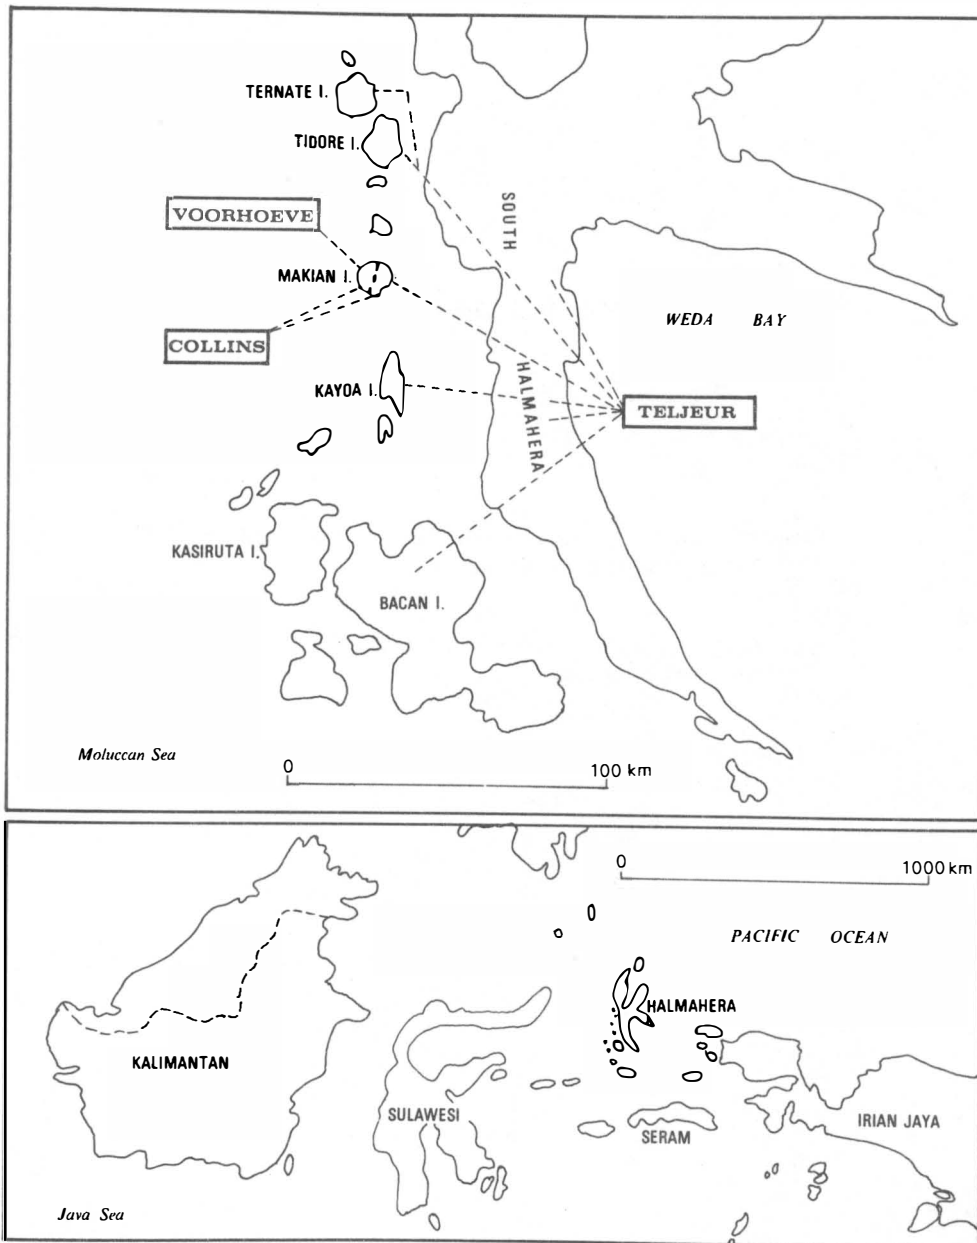 TERNATE I.
TIDORE I.
VOORHOEVE
SOUTH
MAKIAN I.
WEDA BAY
COLLINS
KAYOA I.
HALMAHERA
TELJEUR
KASIRUTA I.
BACAN I.
Moluccan Sea
0 100 km
0 1000 km
PACIFIC OCEAN
HALMAHERA
KALIMANTAN
SULAWESI
SERAM
IRIAN JAYA
Java Sea